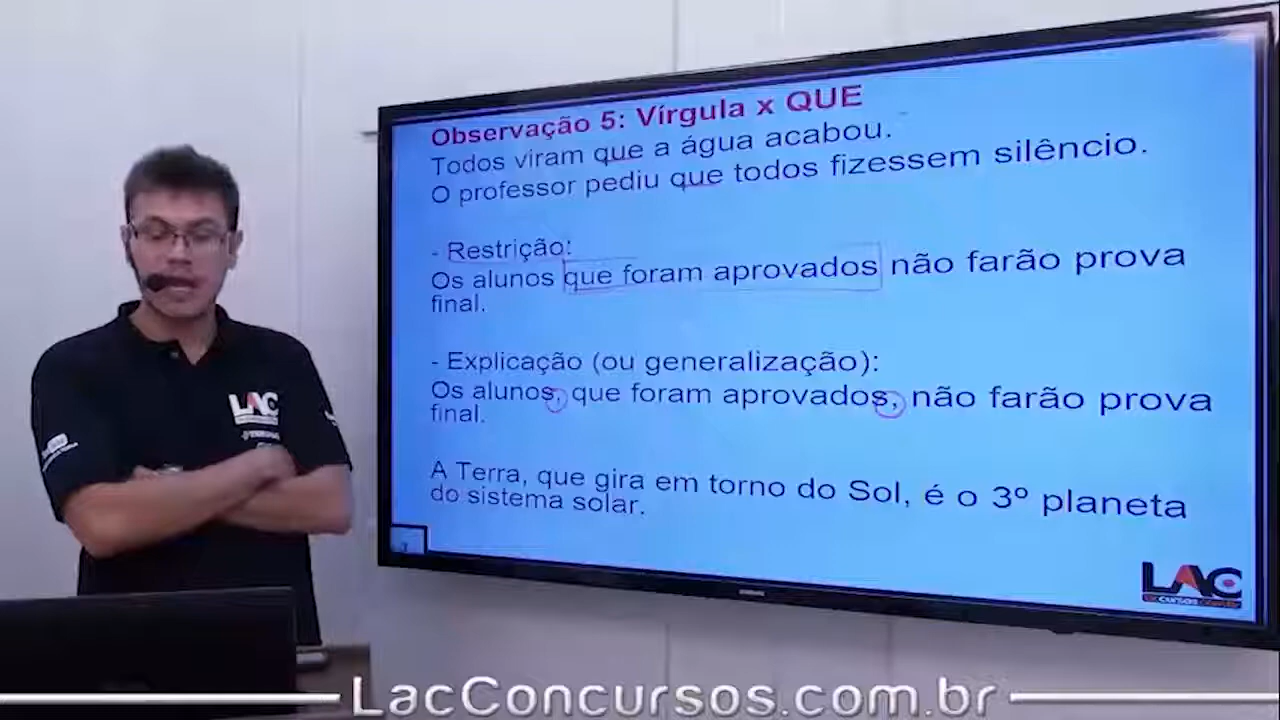 Observação 5: Vírgula x QUE
Todos viram que a água acabou.
O professor pediu que todos fizessem silêncio.
- Restrição:
Os alunos que foram aprovados não farão prova
final.
- Explicação (ou generalização):
Os alunos, que foram aprovados, não farão prova
final.
A Terra, que gira em torno do Sol, é o 3º planeta
do sistema solar.
LAC
LAC
LacConcursos.com.br